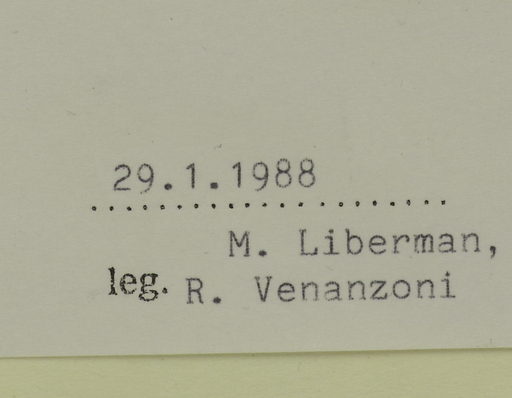 29.1.1988
M. Liberman,
leg. R. Venanzoni